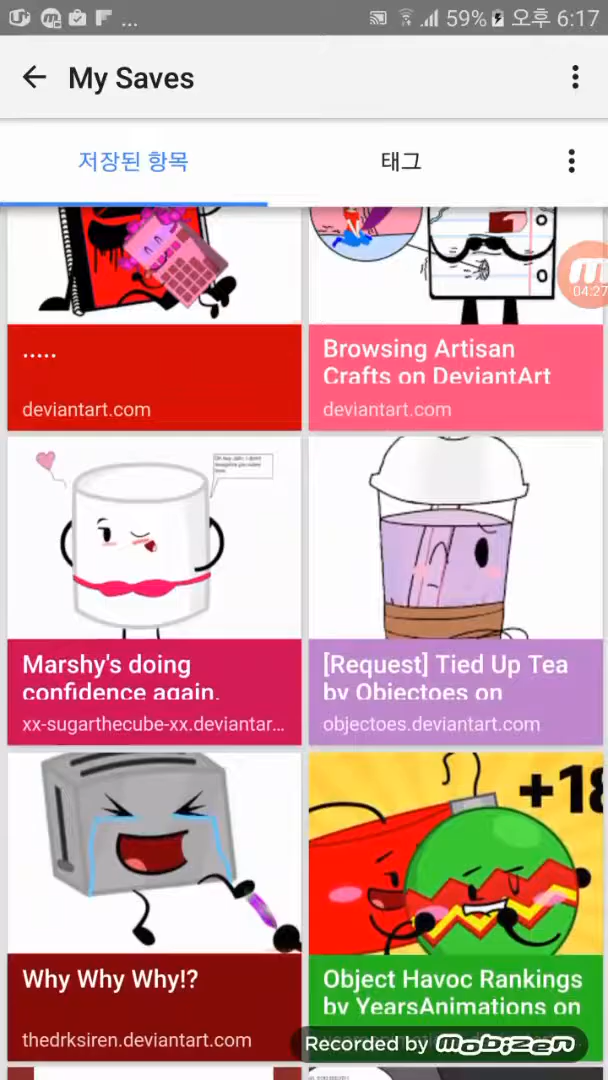 ... 59% 오후 6:17
My Saves
저장된 항목 태그
04:27
.....
deviantart.com
Browsing Artisan
Crafts on DeviantArt
deviantart.com
Marshy's doing
confidence again.
xx-sugarthecube-xx.deviantar...
[Request] Tied Up Tea
by Objectoes on
objectoes.deviantart.com
+18
Why Why Why!?
thedrksiren.deviantart.com
Object Havoc Rankings
by YearsAnimations on
Recorded by mobizen